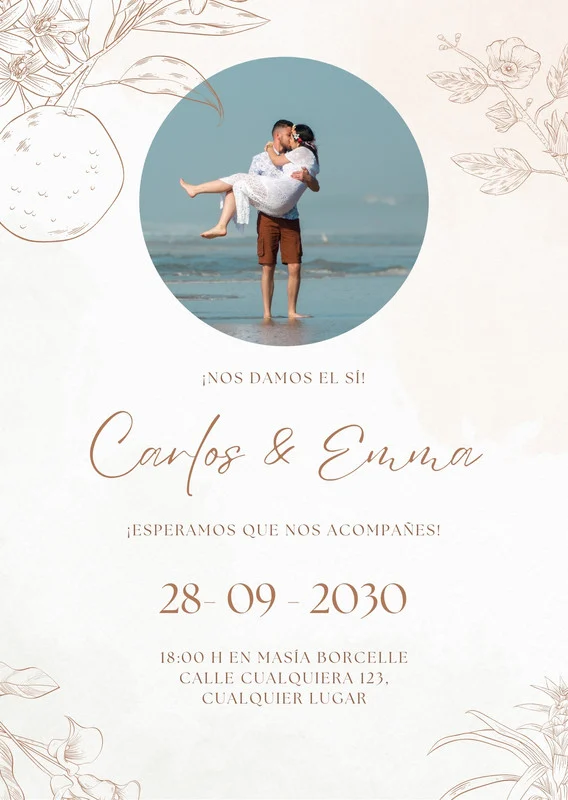 ¡NOS DAMOS EL SÍ!
Carlos & Emma
¡ESPERAMOS QUE NOS ACOMPAÑES!
28- 09 - 2030
18:00 H EN MASÍA BORCELLE
CALLE CUALQUIERA 123,
CUALQUIER LUGAR